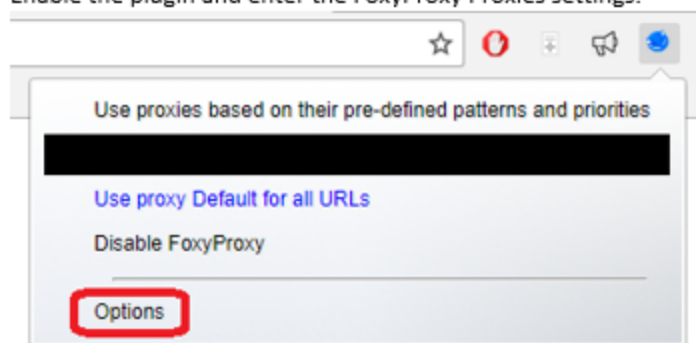 Enable the plugin and enter the FoxyProxy Proxies settings:
Use proxies based on their pre-defined patterns and priorities
Use proxy Default for all URLs
Disable FoxyProxy
Options